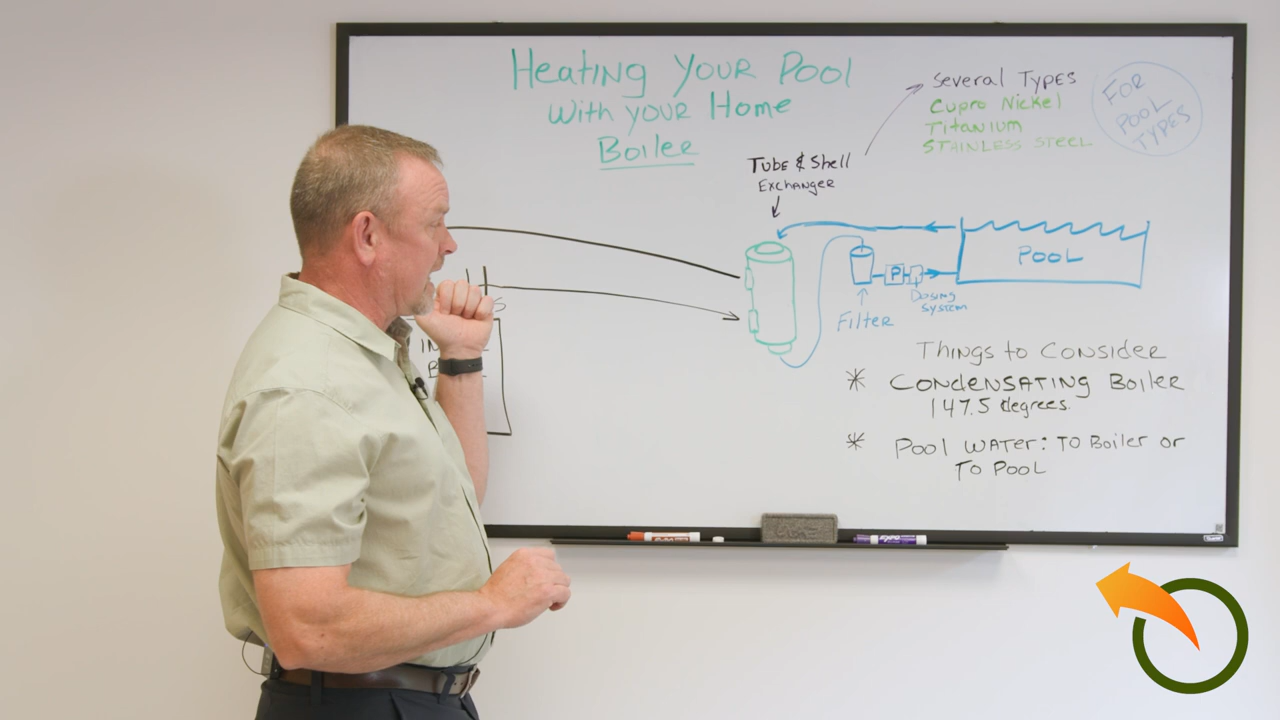 Heating Your Pool
With your Home
Boiler
Several Types
Cupro Nickel
Titanium
STAINLESS STEEL
FOR
POOL
TYPES
Tube & Shell
Exchanger
POOL
P
Dosing
System
Filter
Things to Consider
* Condensating Boiler
147.5 degrees.
* Pool Water: To Boiler or
To Pool
EXPO